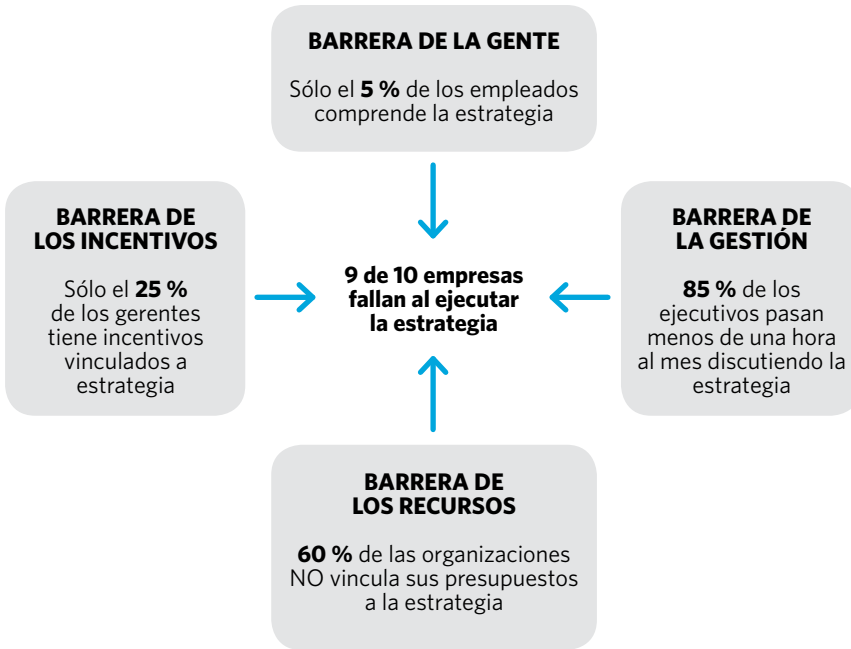 BARRERA DE LA GENTE
Sólo el 5 % de los empleados
comprende la estrategia
BARRERA DE
LOS INCENTIVOS
Sólo el 25 %
de los gerentes
tiene incentivos
vinculados a
estrategia
9 de 10 empresas
fallan al ejecutar
la estrategia
BARRERA DE
LA GESTIÓN
85 % de los
ejecutivos pasan
menos de una hora
al mes discutiendo la
estrategia
BARRERA DE
LOS RECURSOS
60 % de las organizaciones
NO vincula sus presupuestos
a la estrategia